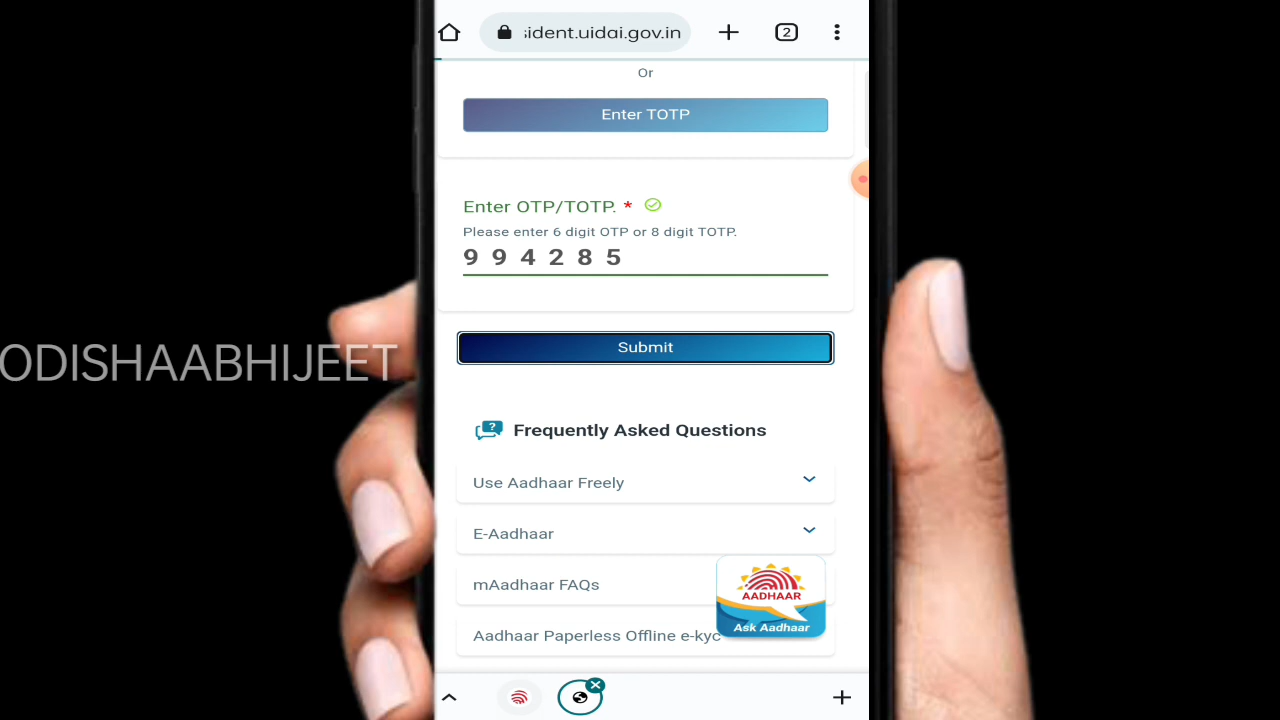 ident.uidai.gov.in
2
Or
Enter TOTP
Enter OTP/TOTP. *
Please enter 6 digit OTP or 8 digit TOTP.
9 9 4 2 8 5
ODISHAABHIJEET
Submit
Frequently Asked Questions
Use Aadhaar Freely
E-Aadhaar
mAadhaar FAQs
AADHAAR
Ask Aadhaar
Aadhaar Paperless Offline e-kyc